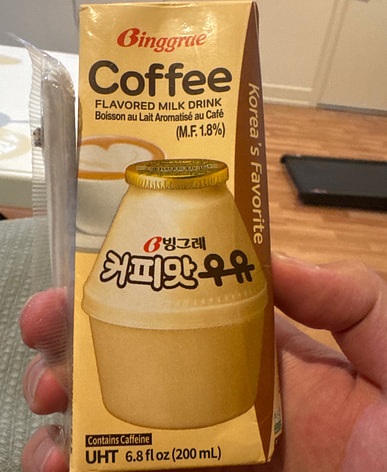 Binggrae
Coffee
FLAVORED MILK DRINK
Boisson au Lait Aromatisé au Café
(M.F. 1.8%)
Korea's Favorite
빙그레
커피맛우유
Contains Caffeine
UHT 6.8 fl oz (200 mL)